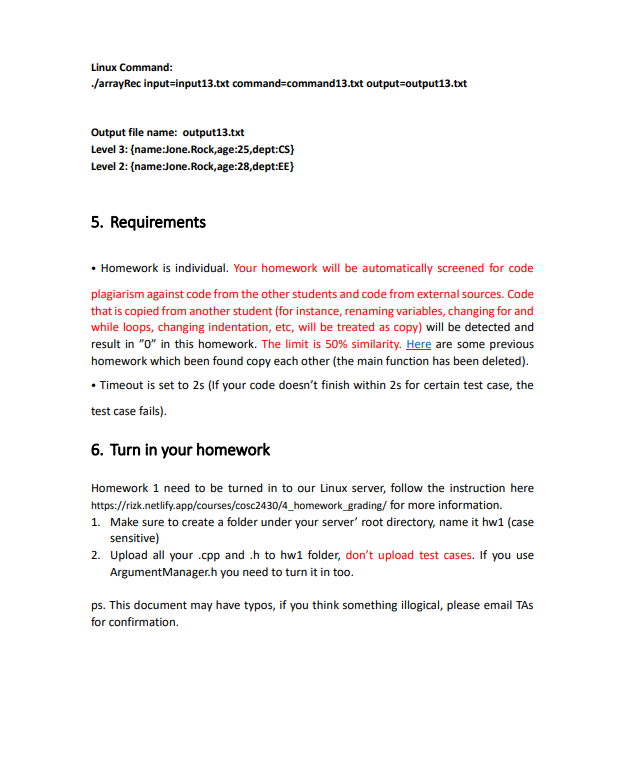 Linux Command:
./arrayRec input=input13.txt command=command13.txt output=output13.txt
Output file name:  output13.txt
Level 3: {name:Jone.Rock,age:25,dept:CS}
Level 2: {name:Jone.Rock,age:28,dept:EE}
5. Requirements
• Homework is individual. Your homework will be automatically screened for code
plagiarism against code from the other students and code from external sources. Code
that is copied from another student (for instance, renaming variables, changing for and
while loops, changing indentation, etc, will be treated as copy) will be detected and
result in ”0” in this homework. The limit is 50% similarity. Here are some previous
homework which been found copy each other (the main function has been deleted).
• Timeout is set to 2s (If your code doesn’t finish within 2s for certain test case, the
test case fails).
6. Turn in your homework
Homework 1 need to be turned in to our Linux server, follow the instruction here
https://rizk.netlify.app/courses/cosc2430/4_homework_grading/ for more information.
1. Make sure to create a folder under your server’ root directory, name it hw1 (case
sensitive)
2. Upload all your .cpp and .h to hw1 folder, don’t upload test cases. If you use
ArgumentManager.h you need to turn it in too.
ps. This document may have typos, if you think something illogical, please email TAs
for confirmation.